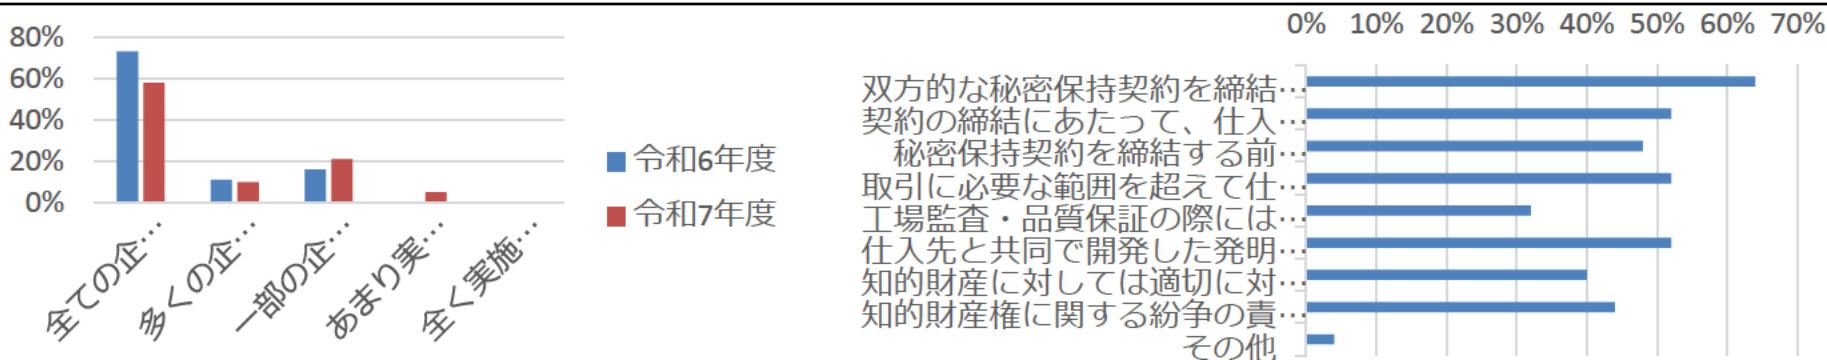 80%
60%
40%
20%
0%
全ての企…
多くの企…
一部の企…
あまり実…
全く実施…
令和6年度
令和7年度
0% 10% 20% 30% 40% 50% 60% 70%
双方的な秘密保持契約を締結…
契約の締結にあたって、仕入…
秘密保持契約を締結する前…
取引に必要な範囲を超えて仕…
工場監査・品質保証の際には…
仕入先と共同で開発した発明…
知的財産に対しては適切に対…
知的財産権に関する紛争の責…
その他